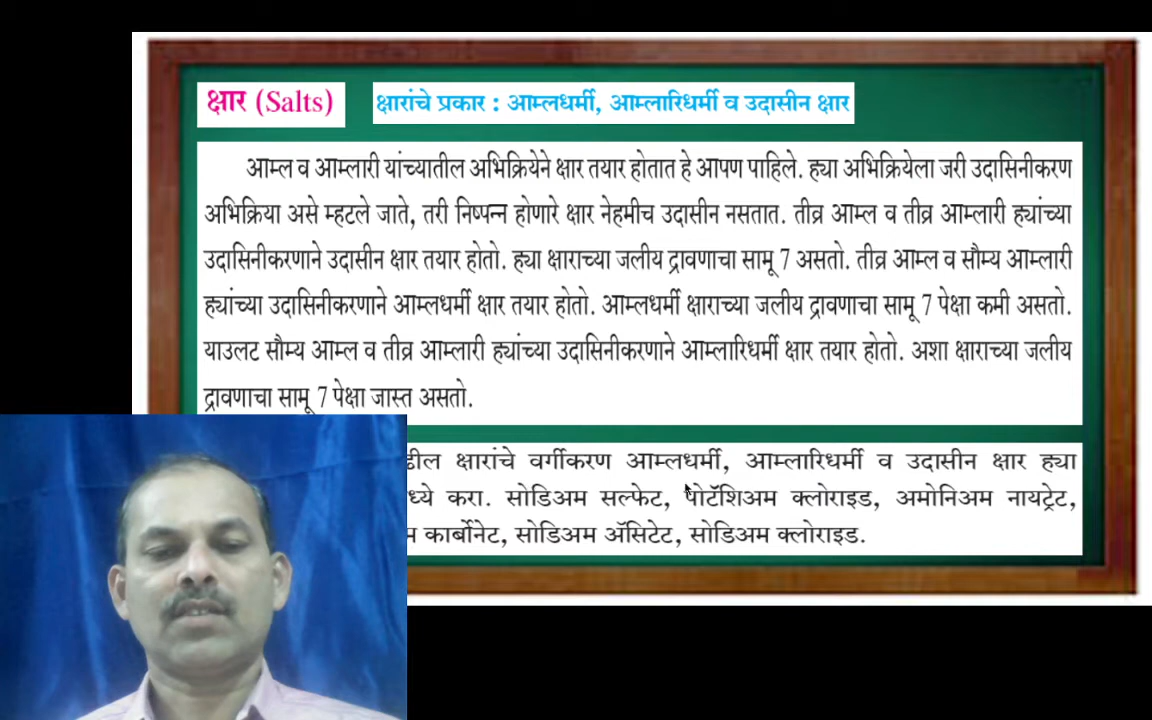 क्षार (Salts)
क्षारांचे प्रकार : आम्लधर्मी, आम्लारिधर्मी व उदासीन क्षार
आम्ल व आम्लारी यांच्यातील अभिक्रियेने क्षार तयार होतात हे आपण पाहिले. ह्या अभिक्रियेला जरी उदासिनीकरण
अभिक्रिया असे म्हटले जाते, तरी निष्पन्न होणारे क्षार नेहमीच उदासीन नसतात. तीव्र आम्ल व तीव्र आम्लारी ह्यांच्या
उदासिनीकरणाने उदासीन क्षार तयार होतो. ह्या क्षाराच्या जलीय द्रावणाचा सामू 7 असतो. तीव्र आम्ल व सौम्य आम्लारी
ह्यांच्या उदासिनीकरणाने आम्लधर्मी क्षार तयार होतो. आम्लधर्मी क्षाराच्या जलीय द्रावणाचा सामू 7 पेक्षा कमी असतो.
याउलट सौम्य आम्ल व तीव्र आम्लारी ह्यांच्या उदासिनीकरणाने आम्लारिधर्मी क्षार तयार होतो. अशा क्षाराच्या जलीय
द्रावणाचा सामू 7 पेक्षा जास्त असतो.
क्षारांचे वर्गीकरण आम्लधर्मी, आम्लारिधर्मी व उदासीन क्षार ह्या
करा. सोडिअम सल्फेट, पोटॅशिअम क्लोराइड, अमोनिअम नायट्रेट,
कार्बोनेट, सोडिअम ॲसिटेट, सोडिअम क्लोराइड.